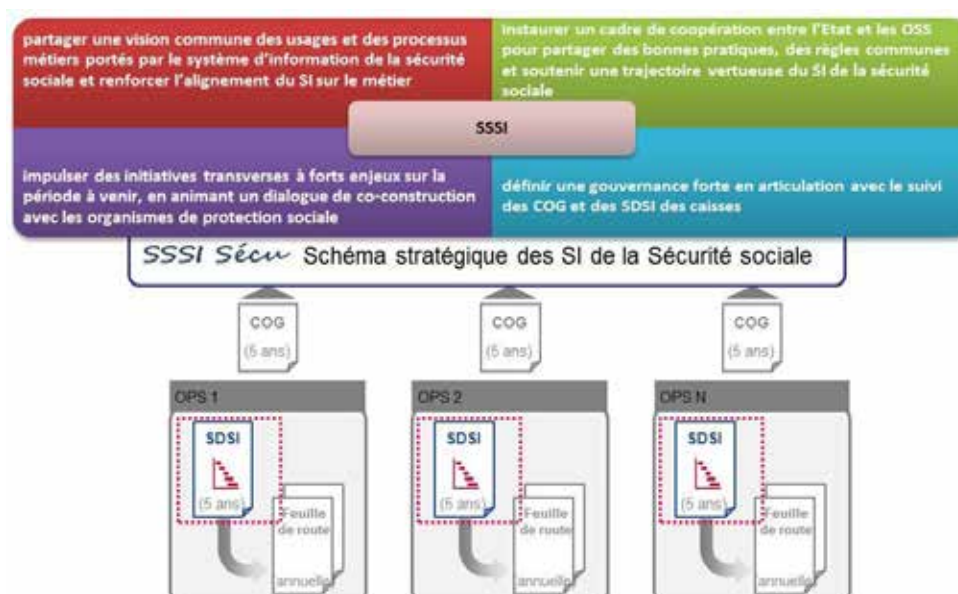 partager une vision commune des usages et des processus
métiers portés par le système d'information de la sécurité
sociale et renforcer l'alignement du SI sur le métier
instaurer un cadre de coopération entre l'Etat et les OSS
pour partager des bonnes pratiques, des règles communes
et soutenir une trajectoire vertueuse du SI de la sécurité
sociale
SSSI
impulser des initiatives transverses à forts enjeux sur la
période à venir, en animant un dialogue de co-construction
avec les organismes de protection sociale
définir une gouvernance forte en articulation avec le suivi
des COG et des SDSI des caisses
SSSI Sécu Schéma stratégique des SI de la Sécurité sociale
COG
(5 ans)
COG
(5 ans)
COG
(5 ans)
OPS 1
SDSI
(5 ans)
Feuille
de route
annuelle
OPS 2
SDSI
(5 ans)
Feuille
de route
annuelle
OPS N
SDSI
(5 ans)
Feuille
de route
annuelle